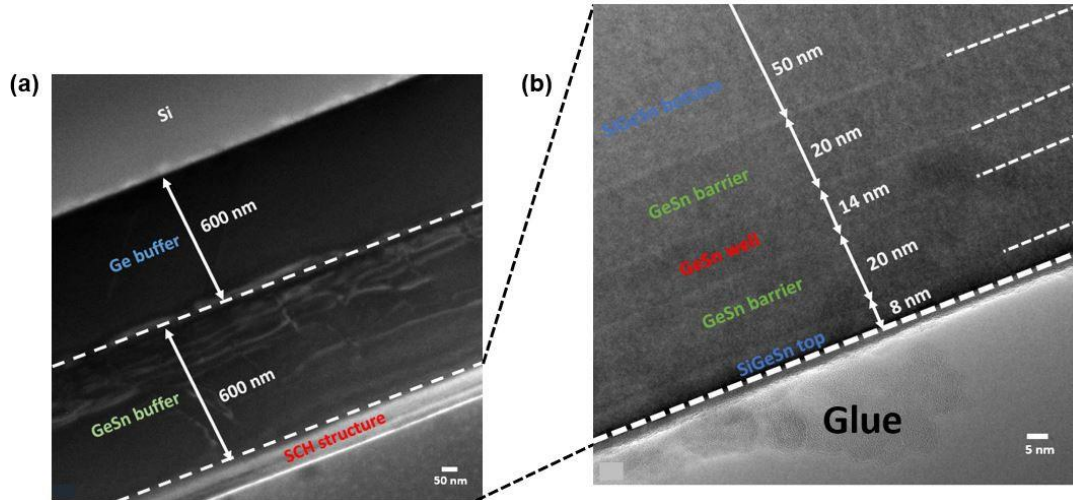 (a)
Si
600 nm
Ge buffer
600 nm
GeSn buffer
SCH structure
50 nm
(b)
50 nm
SiGeSn bottom
20 nm
GeSn barrier
14 nm
GeSn well
20 nm
GeSn barrier
8 nm
SiGeSn top
Glue
5 nm